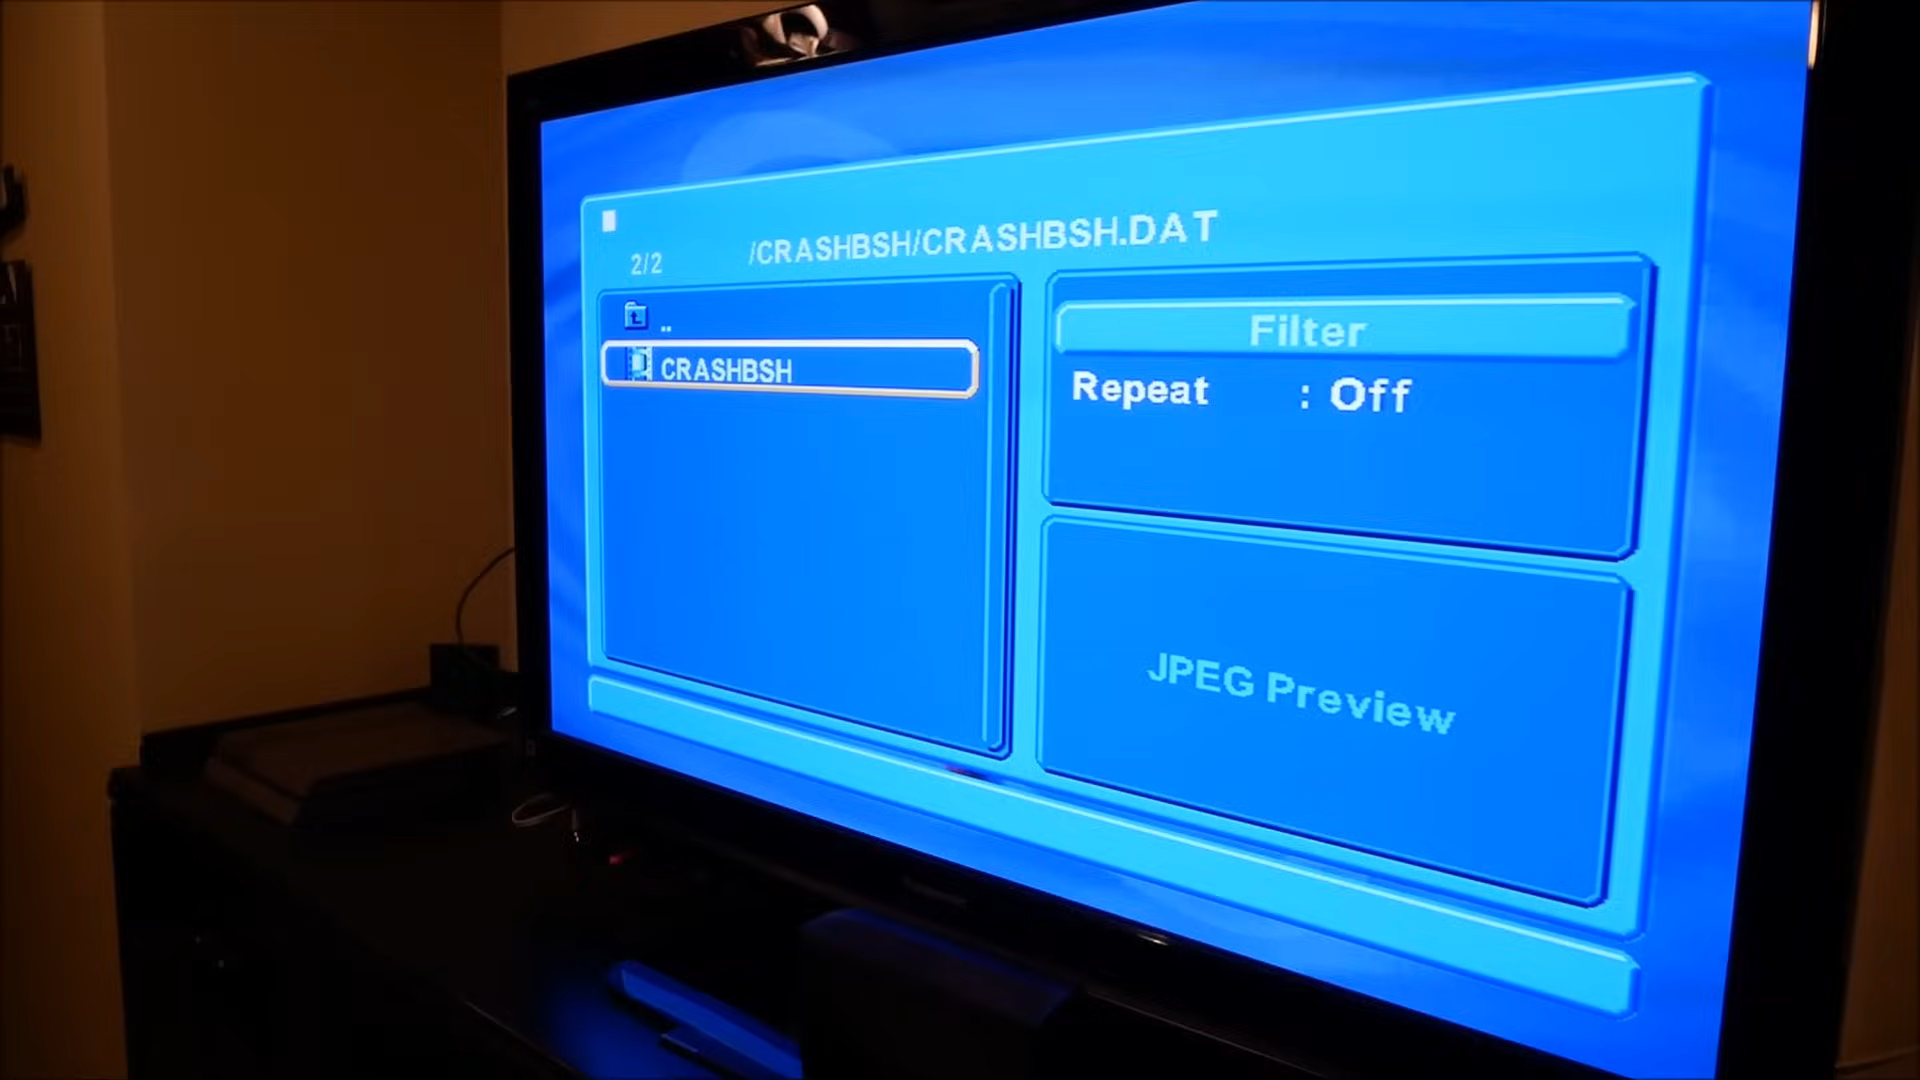 2/2
/CRASHBSH/CRASHBSH.DAT
..
CRASHBSH
Filter
Repeat : Off
JPEG Preview